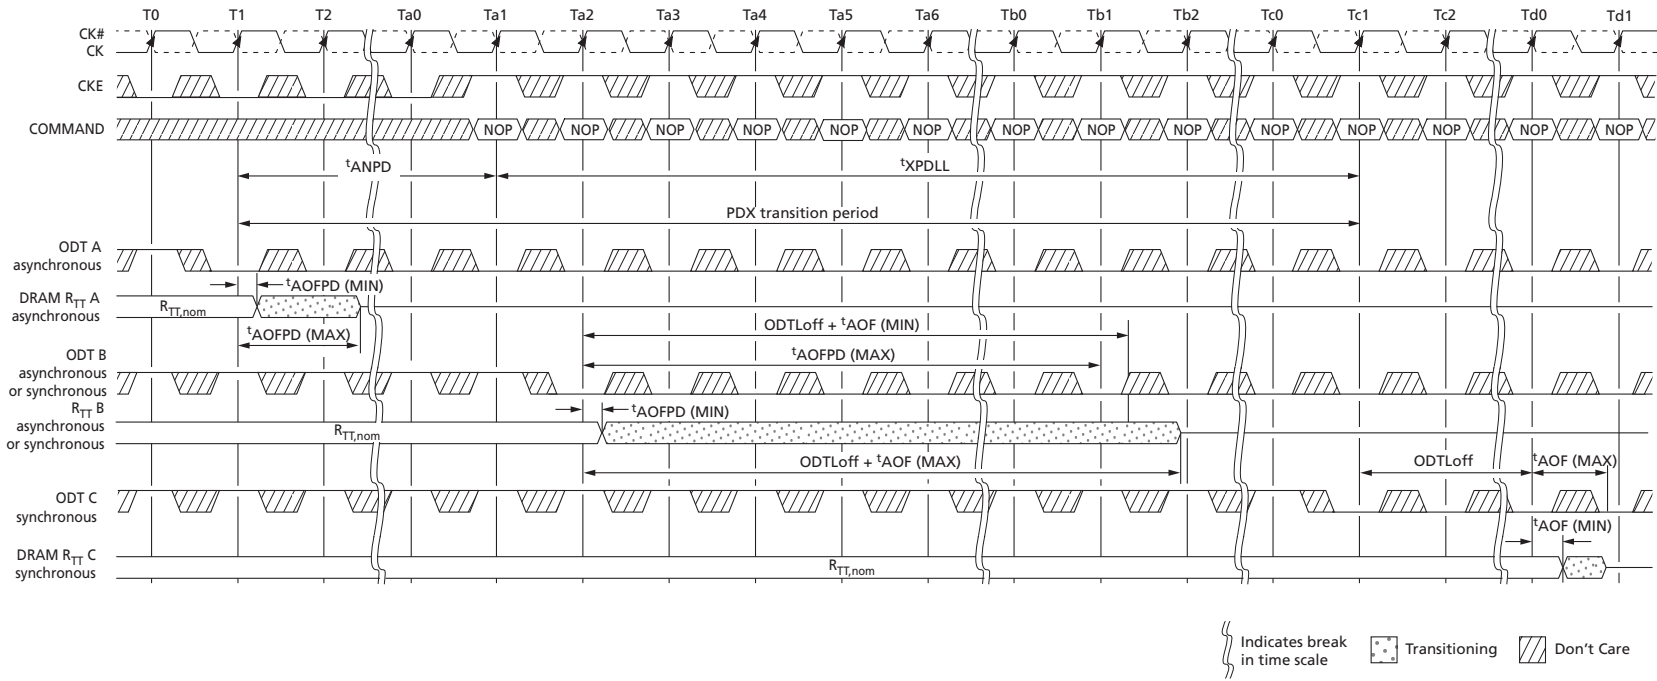 T0 T1 T2 Ta0 Ta1 Ta2 Ta3 Ta4 Ta5 Ta6 Tb0 Tb1 Tb2 Tc0 Tc1 Tc2 Td0 Td1
CK#
CK
CKE
COMMAND NOP NOP NOP NOP NOP NOP NOP NOP NOP NOP NOP NOP NOP NOP
tANPD tXPDLL
PDX transition period
ODT A
asynchronous
tAOFPD (MIN)
DRAM RTT A
asynchronous
RTT,nom
tAOFPD (MAX)
ODTLoff + tAOF (MIN)
tAOFPD (MAX)
ODT B
asynchronous
or synchronous
tAOFPD (MIN)
RTT B
asynchronous
or synchronous
RTT,nom
ODTLoff + tAOF (MAX) ODTLoff tAOF (MAX)
ODT C
synchronous
tAOF (MIN)
DRAM RTT C
synchronous
RTT,nom
Indicates break
in time scale
Transitioning
Don't Care